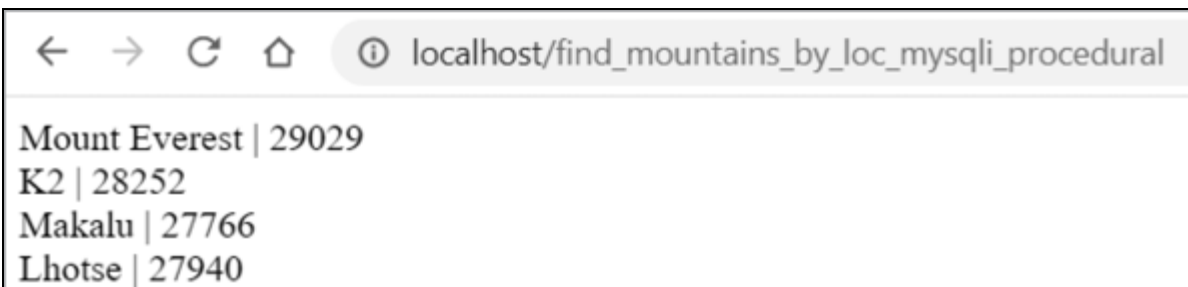 localhost/find_mountains_by_loc_mysqli_procedural
Mount Everest | 29029
K2 | 28252
Makalu | 27766
Lhotse | 27940